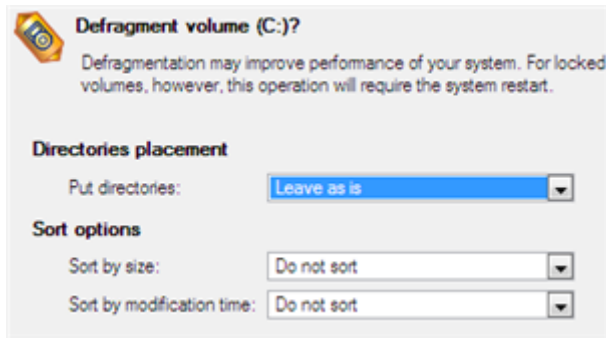 Defragment volume (C:)?
Defragmentation may improve performance of your system. For locked
volumes, however, this operation will require the system restart.
Directories placement
Put directories: Leave as is
Sort options
Sort by size: Do not sort
Sort by modification time: Do not sort